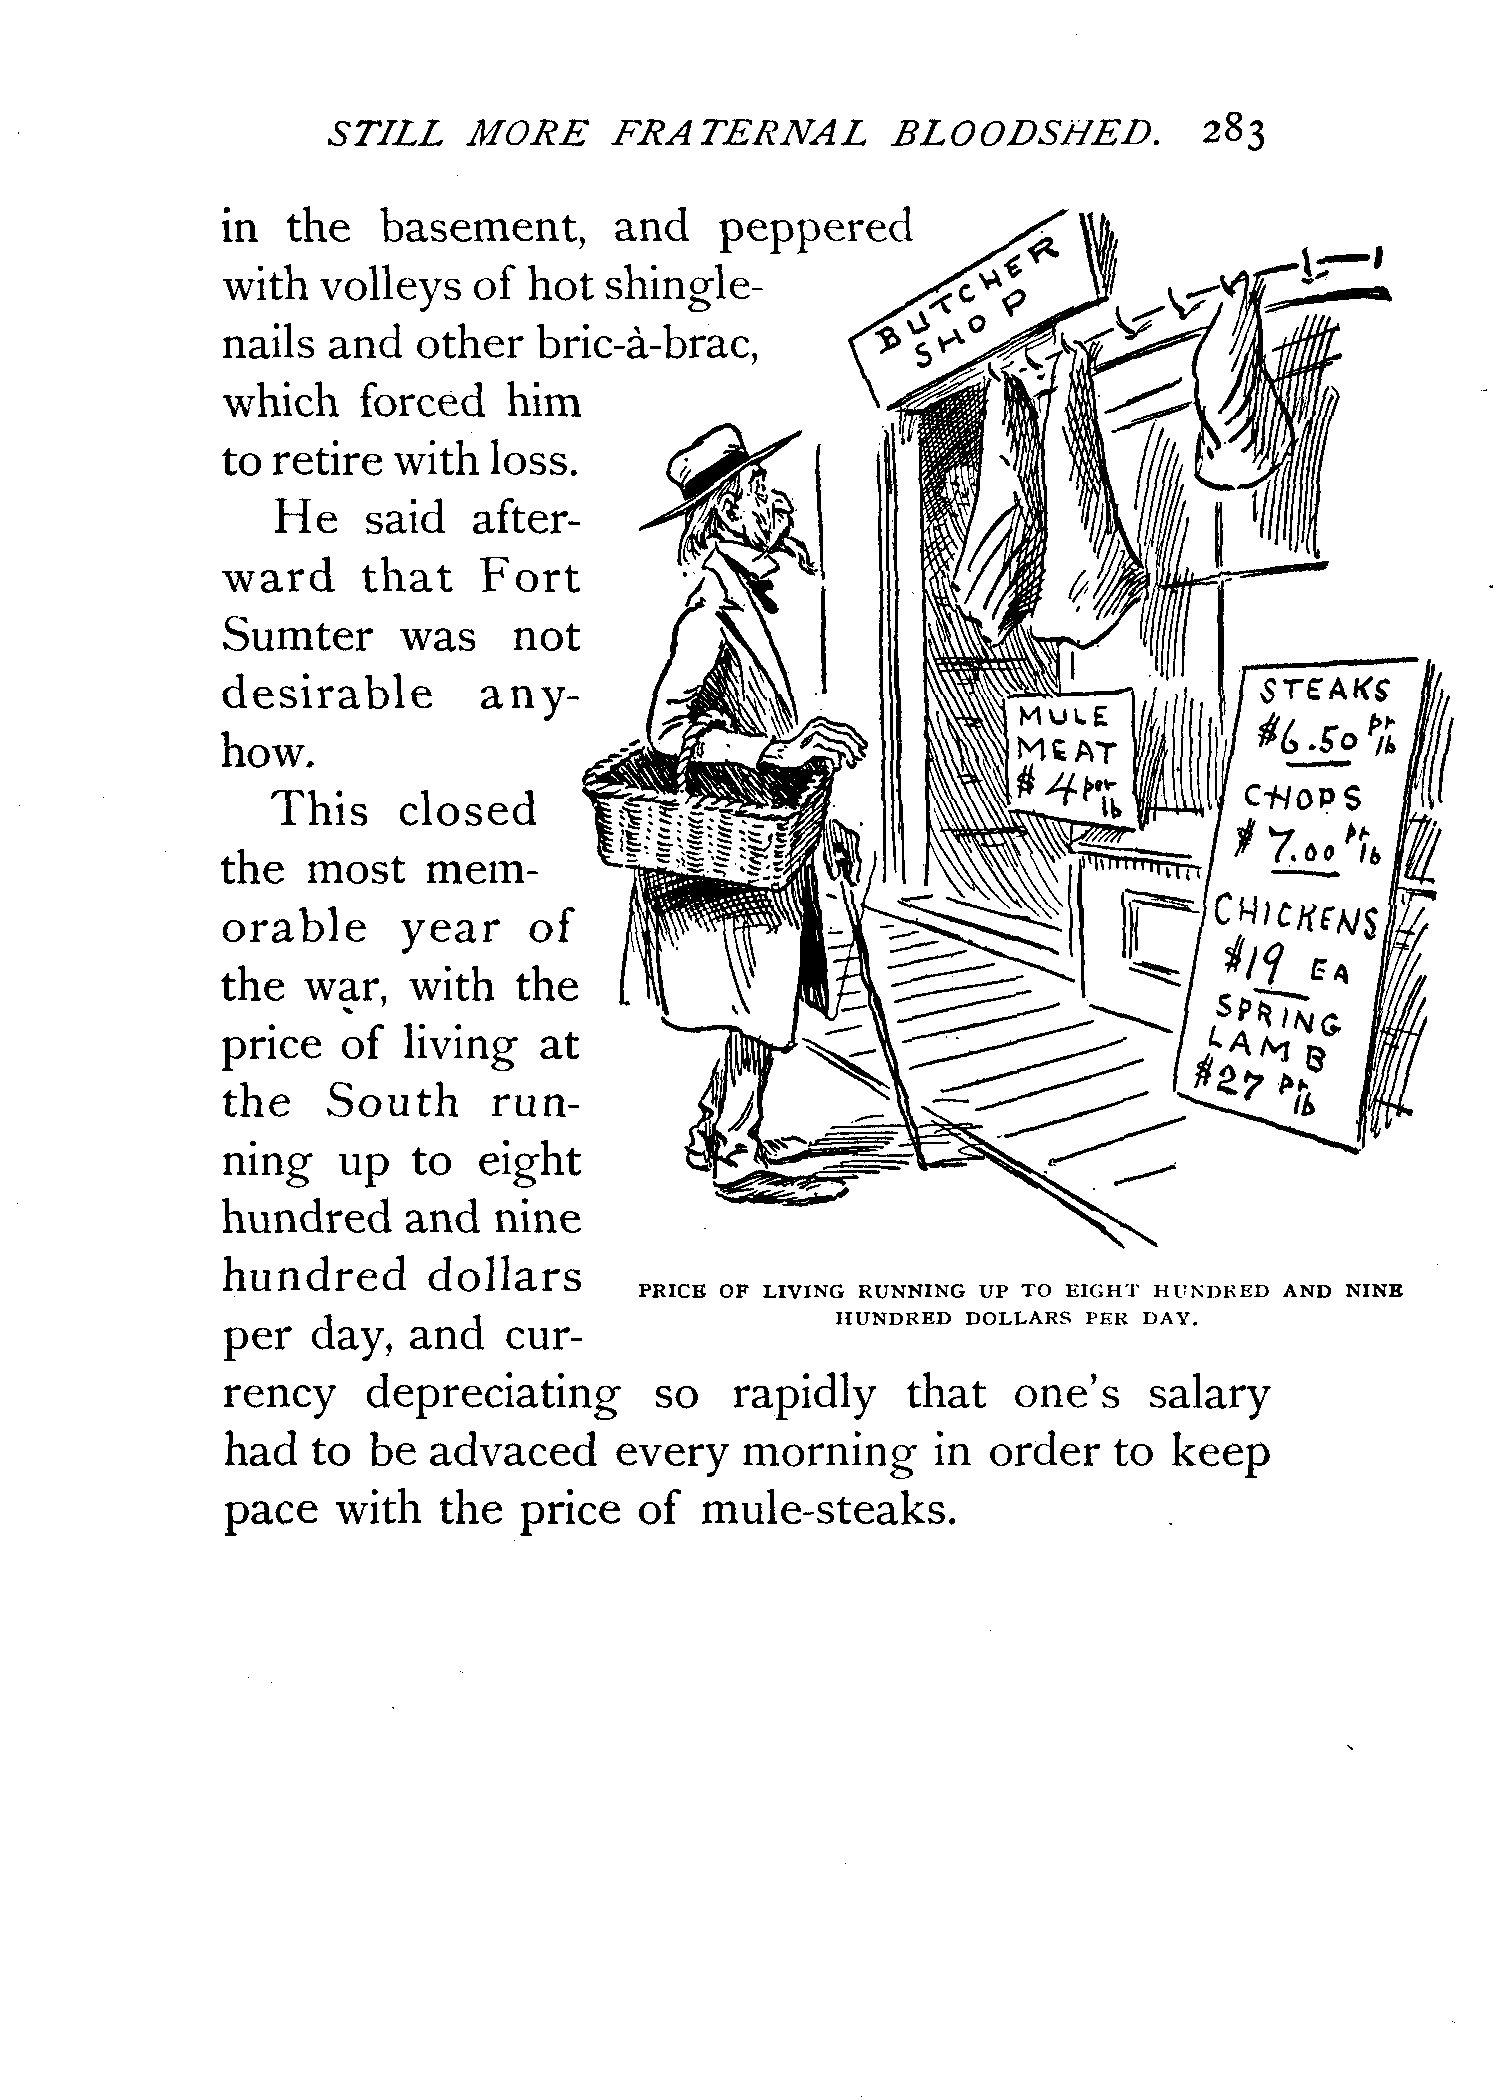 STILL MORE FRATERNAL BLOODSHED. 283
in the basement, and peppered
with volleys of hot shingle-
nails and other bric-à-brac,
which forced him
to retire with loss.
He said after-
ward that Fort
Sumter was not
desirable any-
how.
This closed
the most mem-
orable year of
the war, with the
price of living at
the South run-
ning up to eight
hundred and nine
hundred dollars
per day, and cur-
rency depreciating so rapidly that one's salary
had to be advaced every morning in order to keep
pace with the price of mule-steaks.
BUTCHER
SHOP
MULE
MEAT
$4 per
lb
STEAKS
$6.50 pr
lb
CHOPS
$7.00 pr
lb
CHICKENS
$19 EA
SPRING
LAMB
$27 pr
lb
PRICE OF LIVING RUNNING UP TO EIGHT HUNDRED AND NINE
HUNDRED DOLLARS PER DAY.